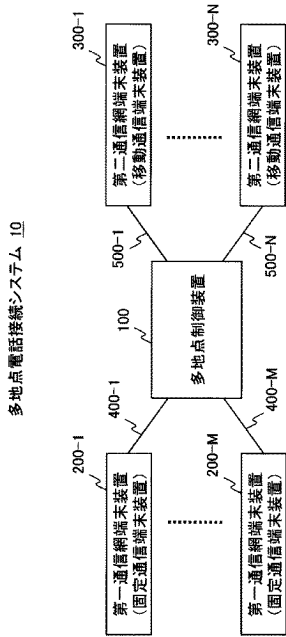 多地点電話接続システム 10
200-1
第一通信網端末装置
(固定通信端末装置)
400-1
100
多地点制御装置
500-1
300-1
第二通信網端末装置
(移動通信端末装置)
200-M
第一通信網端末装置
(固定通信端末装置)
400-M
500-N
300-N
第二通信網端末装置
(移動通信端末装置)